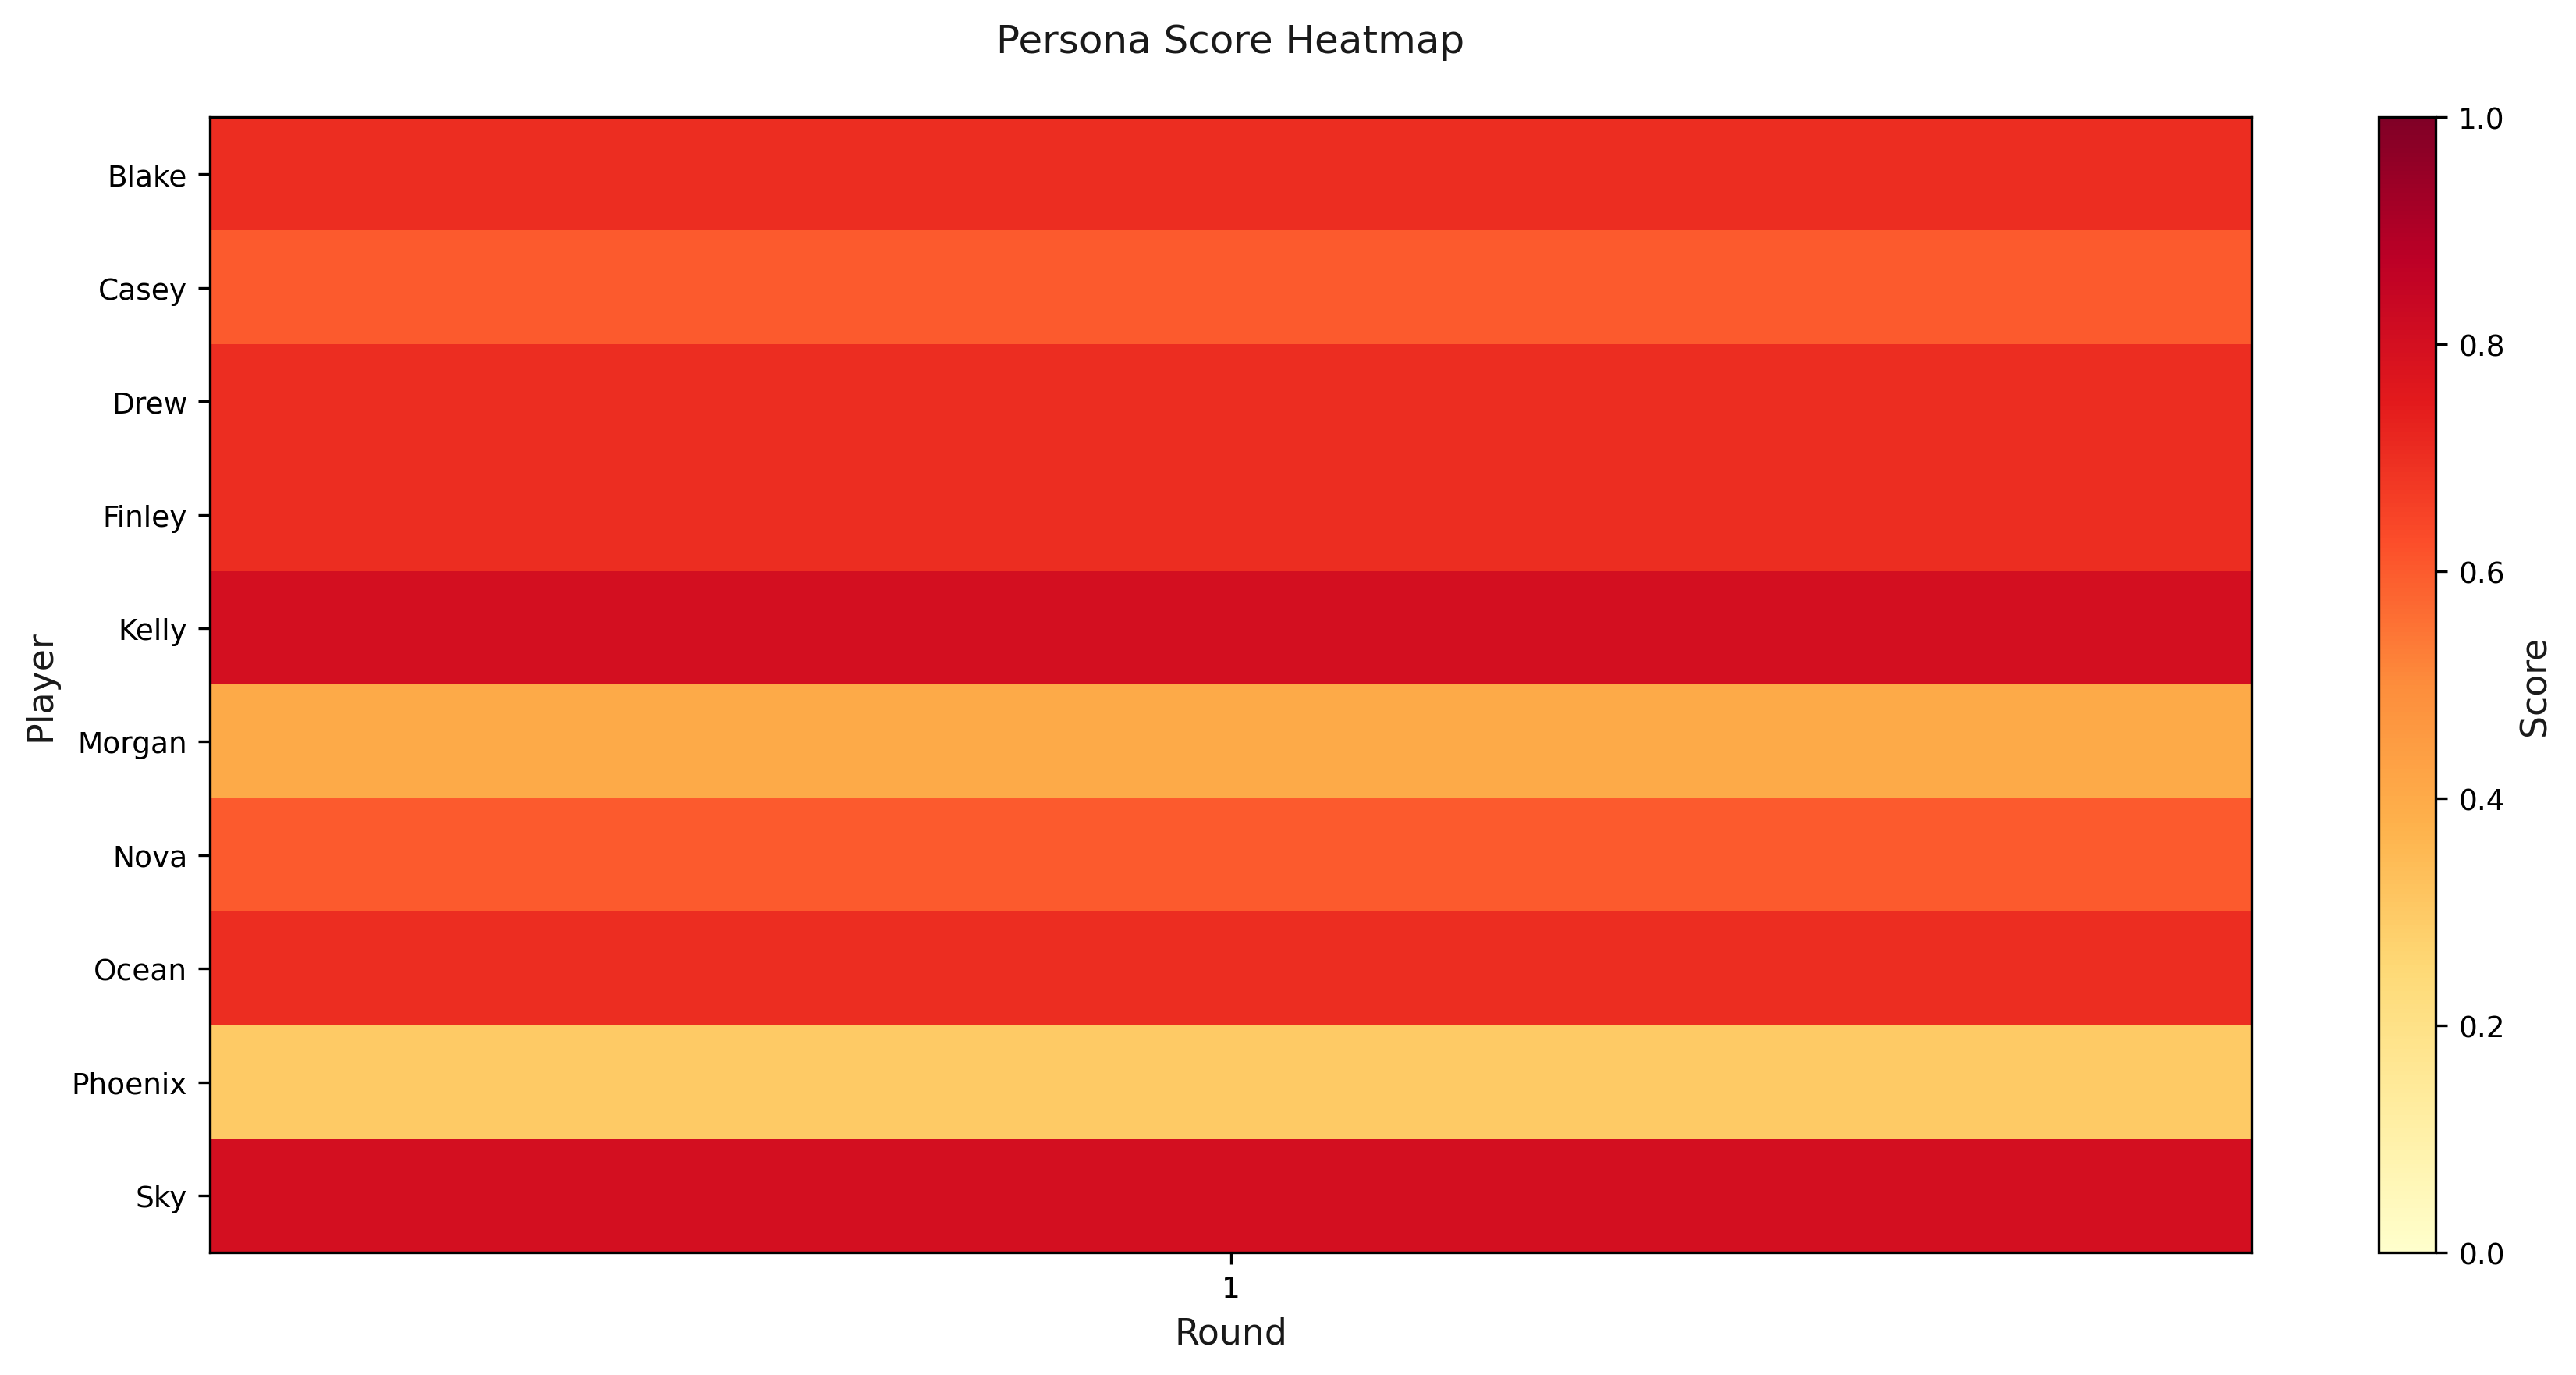 Persona Score Heatmap
Player
Blake
Casey
Drew
Finley
Kelly
Morgan
Nova
Ocean
Phoenix
Sky
1
Round
1.0
0.8
0.6
0.4
0.2
0.0
Score